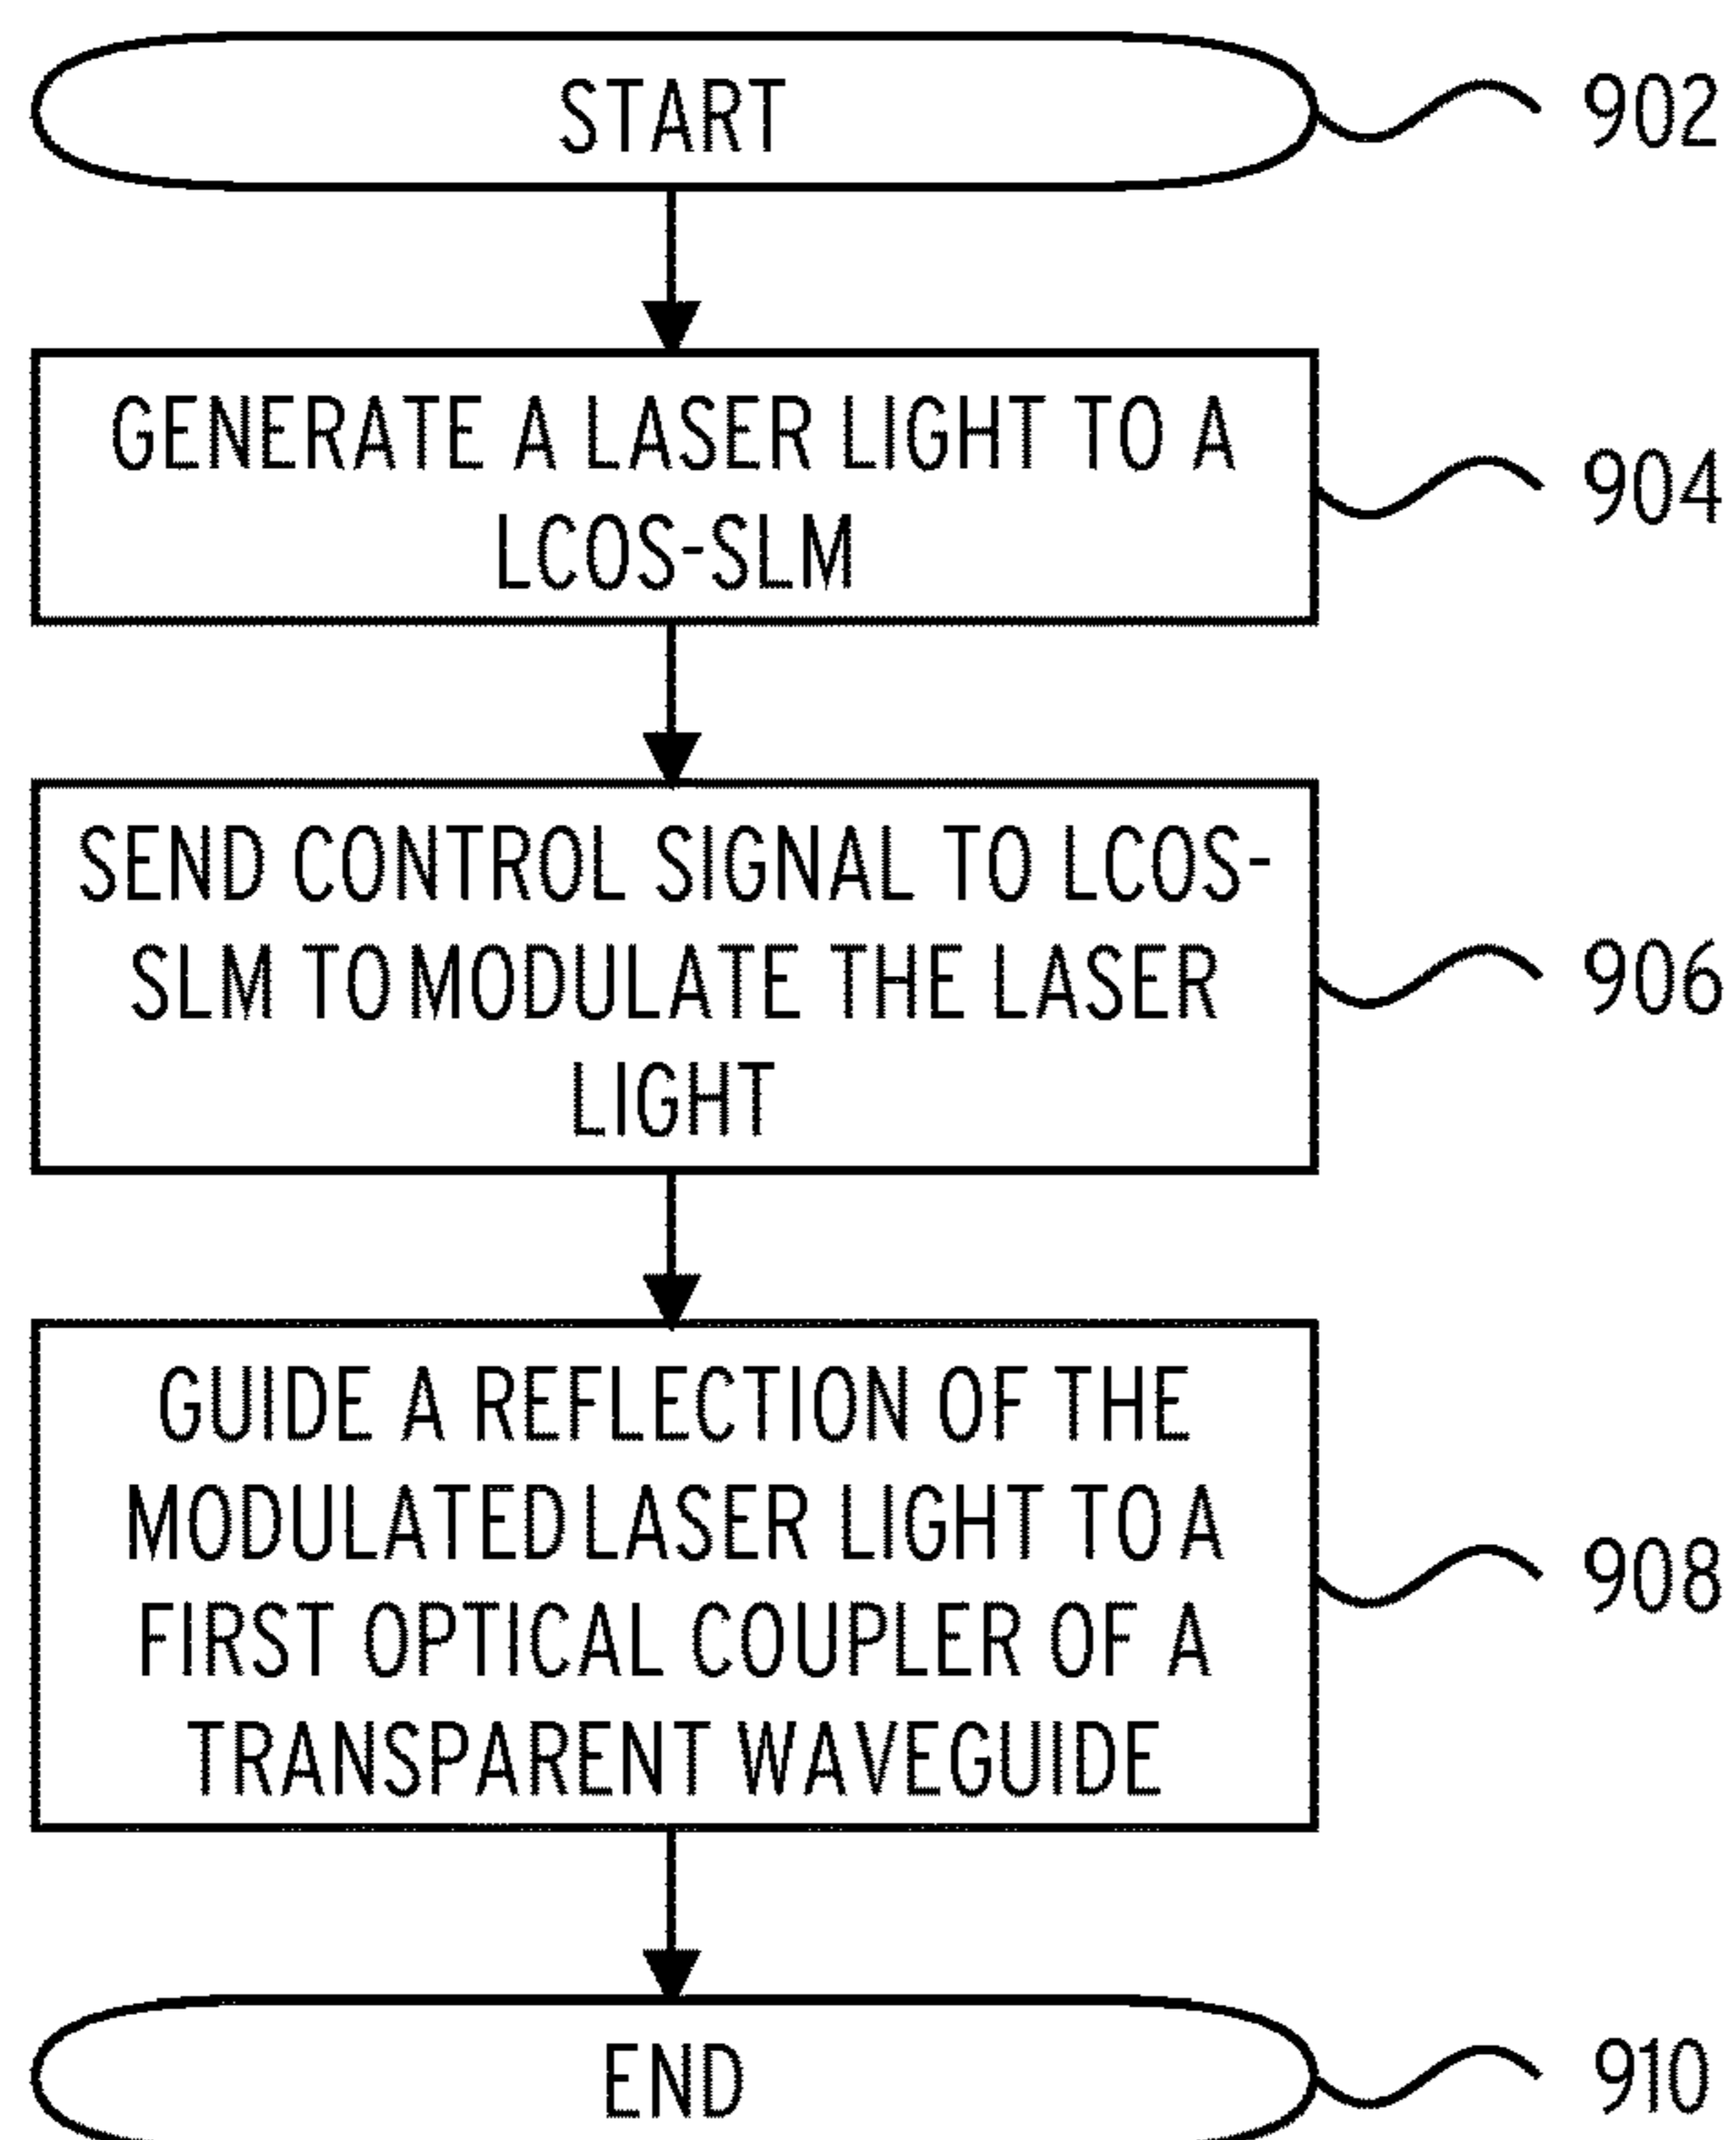 START
902
GENERATE A LASER LIGHT TO A
LCOS-SLM
904
SEND CONTROL SIGNAL TO LCOS-
SLM TO MODULATE THE LASER
LIGHT
906
GUIDE A REFLECTION OF THE
MODULATED LASER LIGHT TO A
FIRST OPTICAL COUPLER OF A
TRANSPARENT WAVEGUIDE
908
END
910